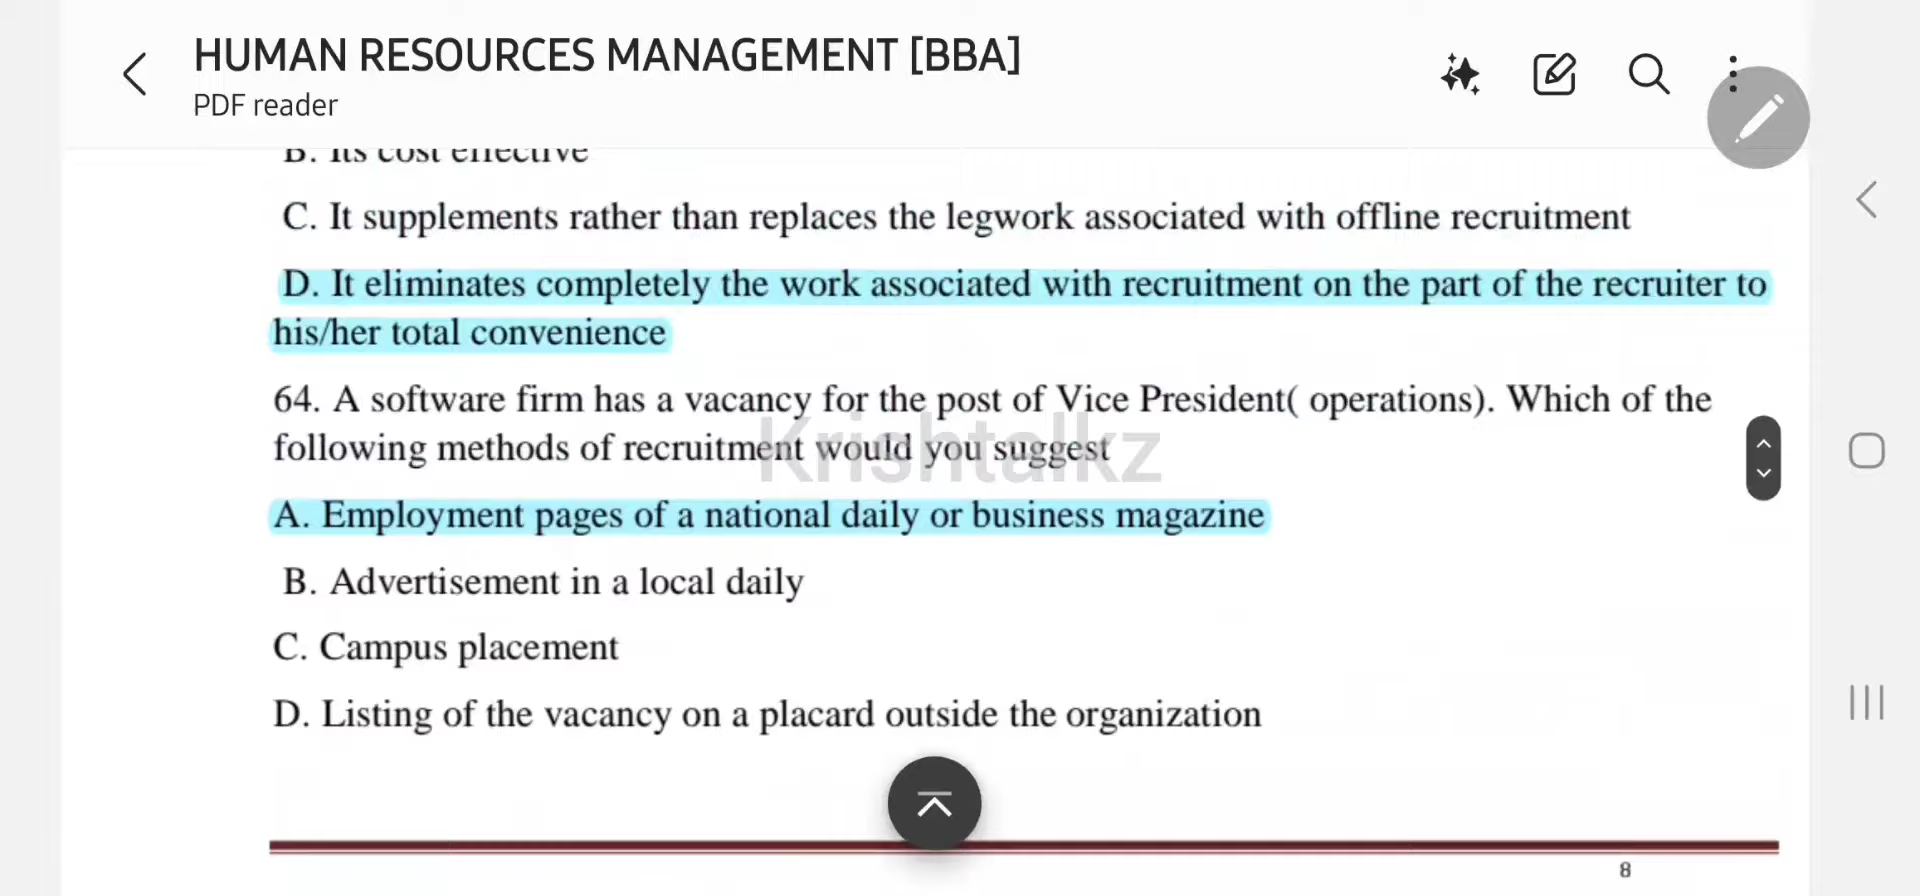 HUMAN RESOURCES MANAGEMENT [BBA]
PDF reader
B. Its cost effective
C. It supplements rather than replaces the legwork associated with offline recruitment
D. It eliminates completely the work associated with recruitment on the part of the recruiter to
his/her total convenience
64. A software firm has a vacancy for the post of Vice President( operations). Which of the
following methods of recruitment would you suggest
Krishtalkz
A. Employment pages of a national daily or business magazine
B. Advertisement in a local daily
C. Campus placement
D. Listing of the vacancy on a placard outside the organization
8